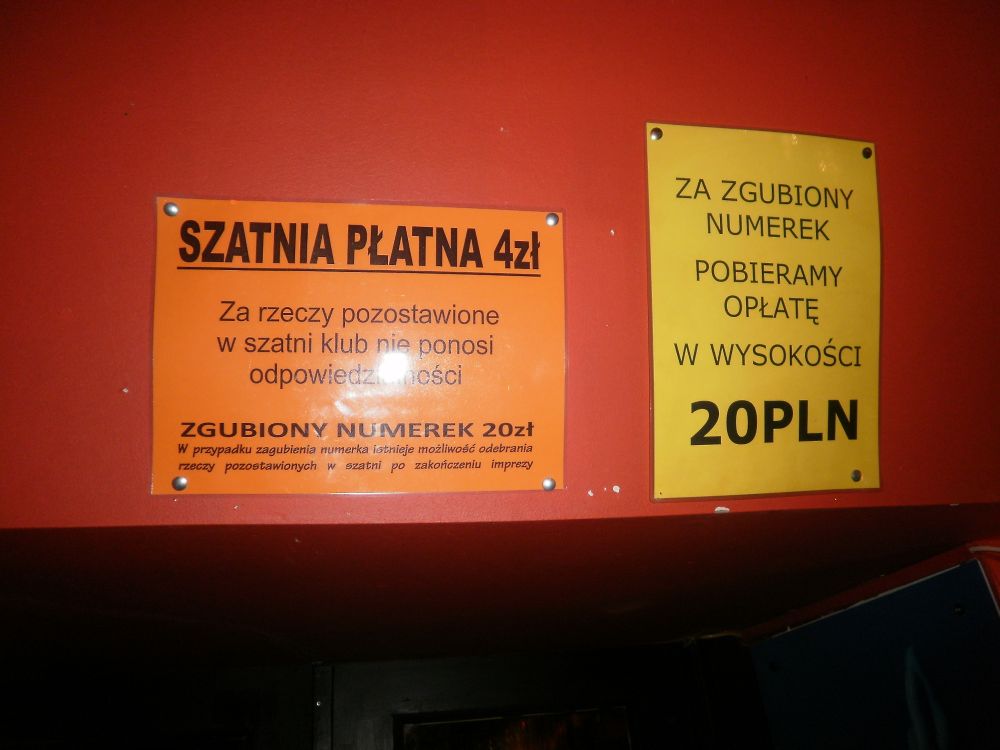 SZATNIA PŁATNA 4zł
Za rzeczy pozostawione
w szatni klub nie ponosi
odpowiedzialności
ZGUBIONY NUMEREK 20zł
W przypadku zagubienia numerka istnieje możliwość odebrania
rzeczy pozostawionych w szatni po zakończeniu imprezy
ZA ZGUBIONY
NUMEREK
POBIERAMY
OPŁATĘ
W WYSOKOŚCI
20PLN